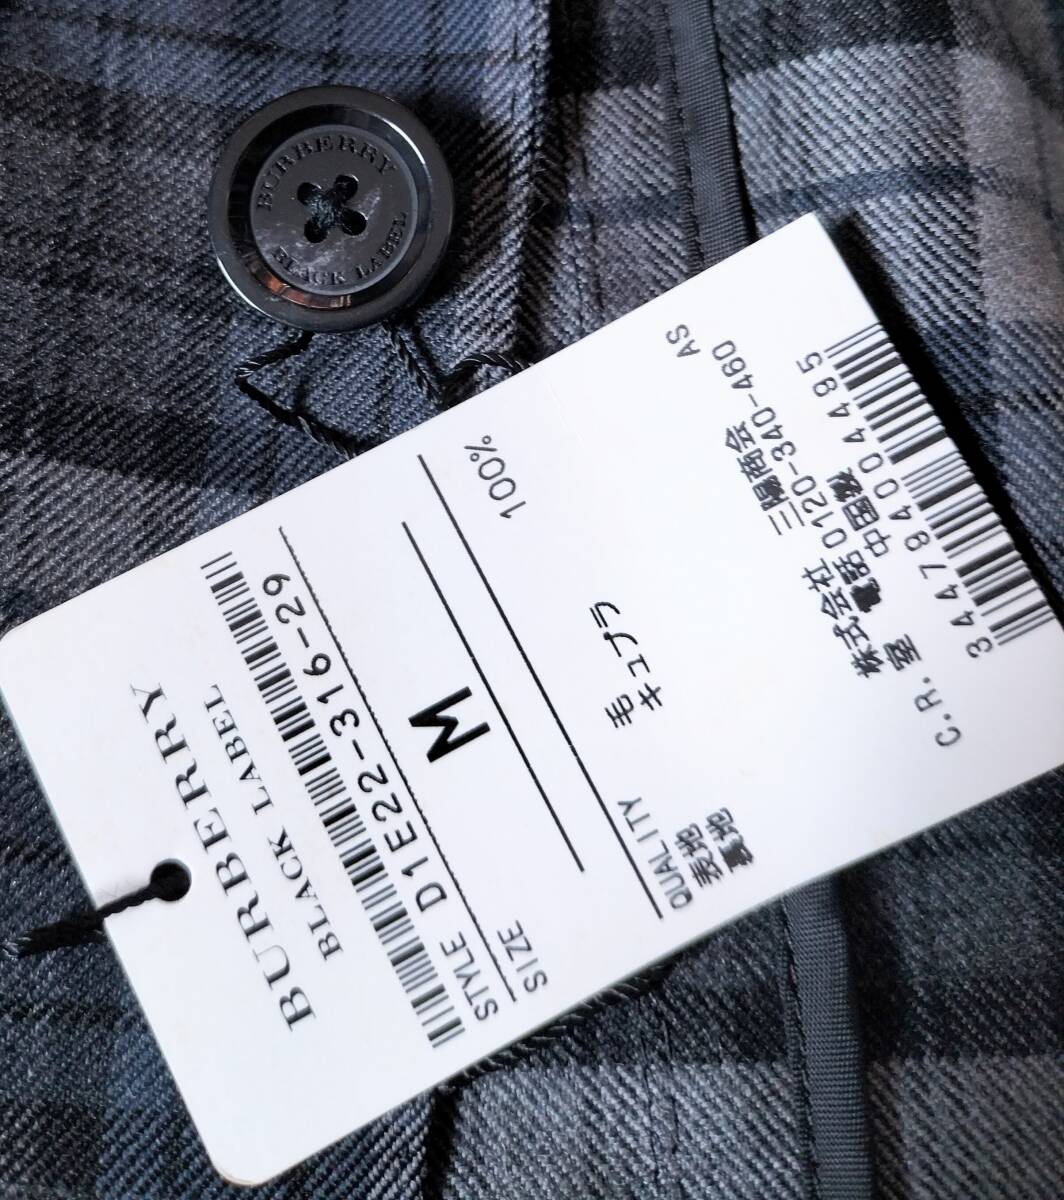 BURBERRY
BLACK LABEL
BURBERRY
BLACK LABEL
STYLE D1E22-316-29
SIZE M
QUALITY
表地 毛 100%
裏地 キュプラ
株式会社 三陽商会 AS
電話 0120-340-460
C.R.室 中国製
3447840044495